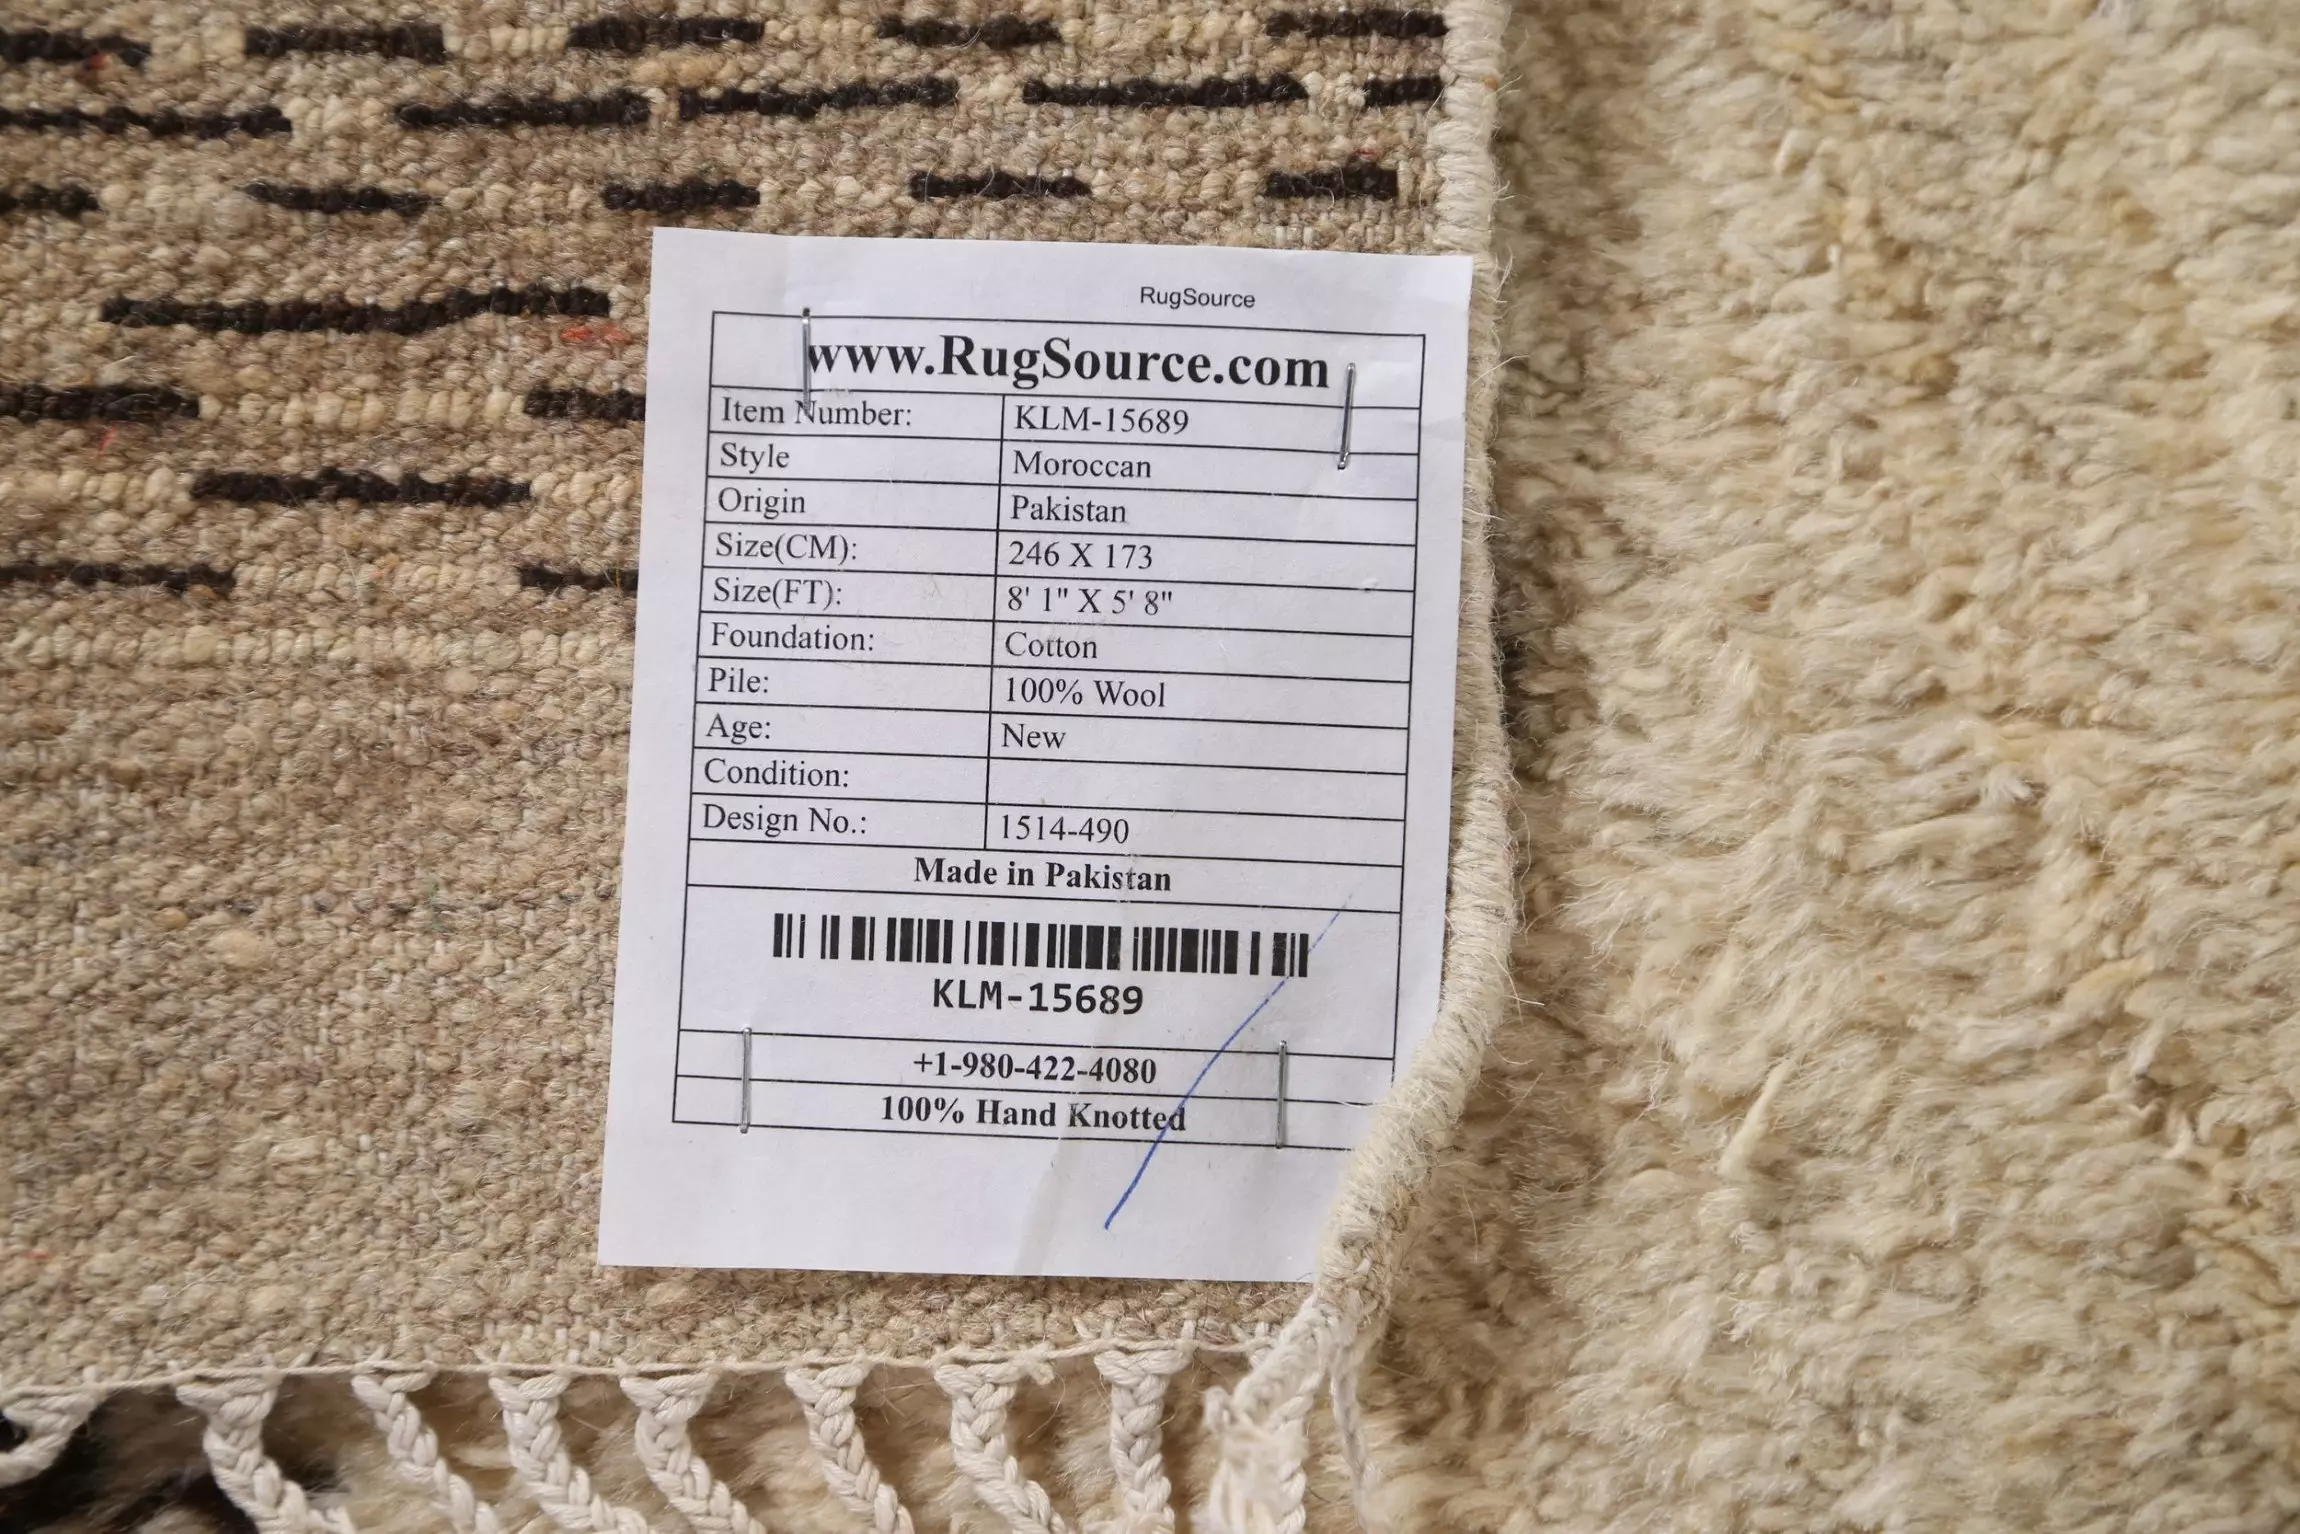 RugSource
www.RugSource.com
Item Number: KLM-15689
Style Moroccan
Origin Pakistan
Size(CM): 246 X 173
Size(FT): 8' 1" X 5' 8"
Foundation: Cotton
Pile: 100% Wool
Age: New
Condition:
Design No.: 1514-490
Made in Pakistan
KLM-15689
+1-980-422-4080
100% Hand Knotted